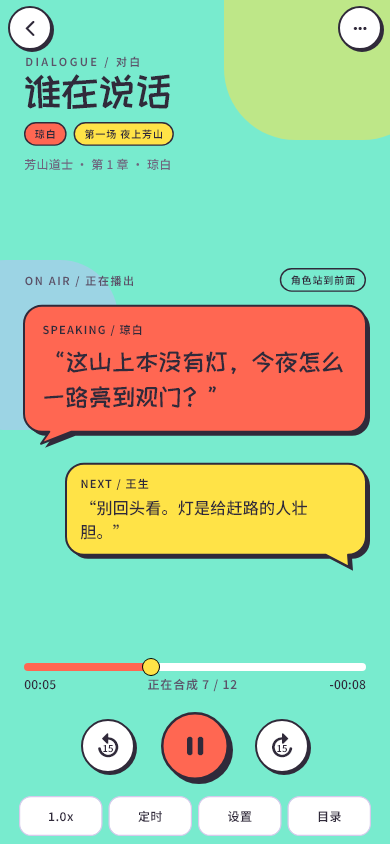 DIALOGUE / 对白
谁在说话
琼白
第一场 夜上芳山
芳山道士 · 第 1 章 · 琼白
ON AIR / 正在播出
角色站到前面
SPEAKING / 琼白
“这山上本没有灯，今夜怎么
一路亮到观门？”
NEXT / 王生
“别回头看。灯是给赶路的人壮
胆。”
00:05
正在合成 7 / 12
-00:08
15
15
1.0x
定时
设置
目录